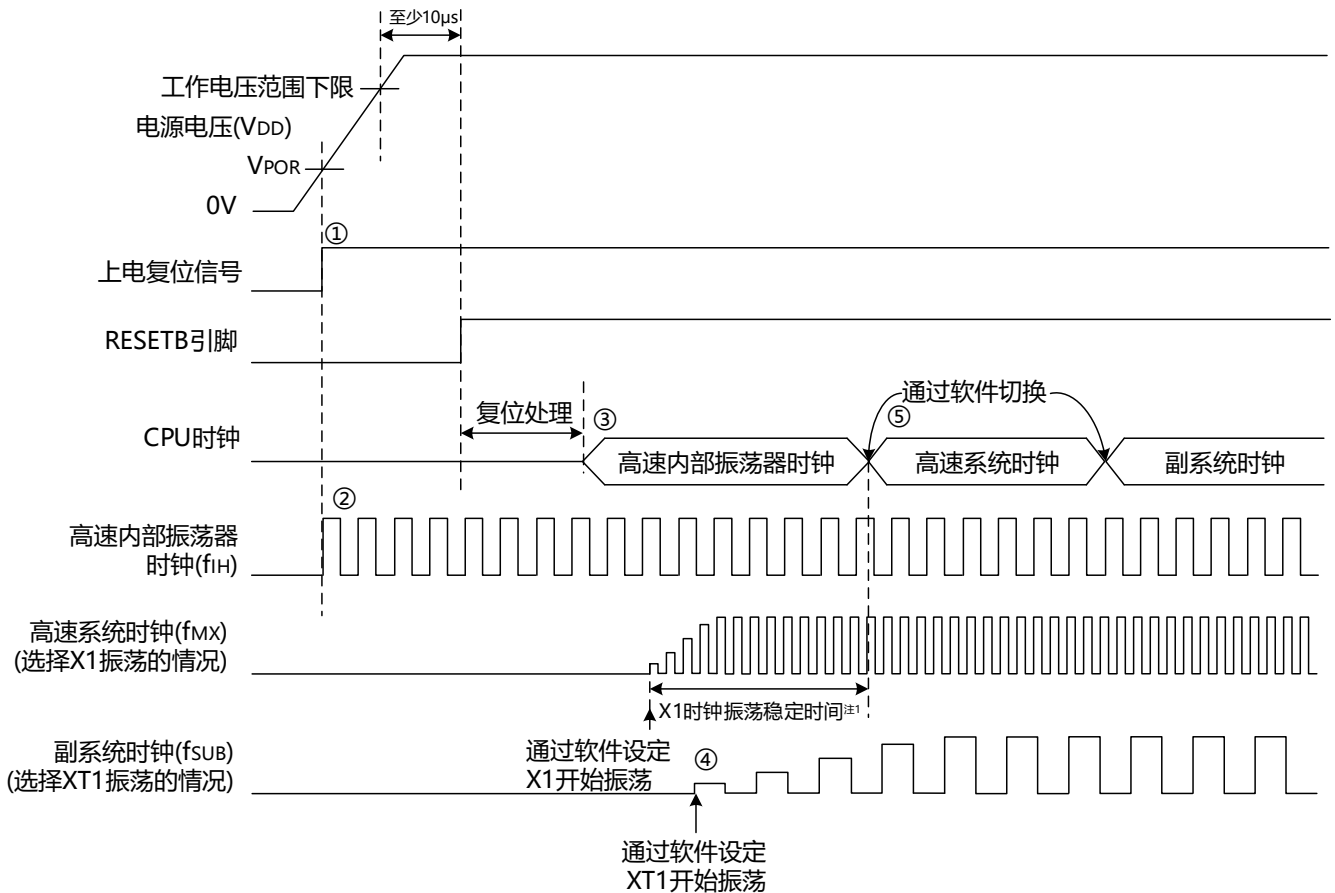 至少10μs
工作电压范围下限
电源电压(VDD)
VPOR
0V
①
上电复位信号
RESETB引脚
复位处理
③
通过软件切换
⑤
CPU时钟
高速内部振荡器时钟
高速系统时钟
副系统时钟
②
高速内部振荡器
时钟(fIH)
高速系统时钟(fMX)
(选择X1振荡的情况)
X1时钟振荡稳定时间注1
通过软件设定
X1开始振荡
④
副系统时钟(fSUB)
(选择XT1振荡的情况)
通过软件设定
XT1开始振荡